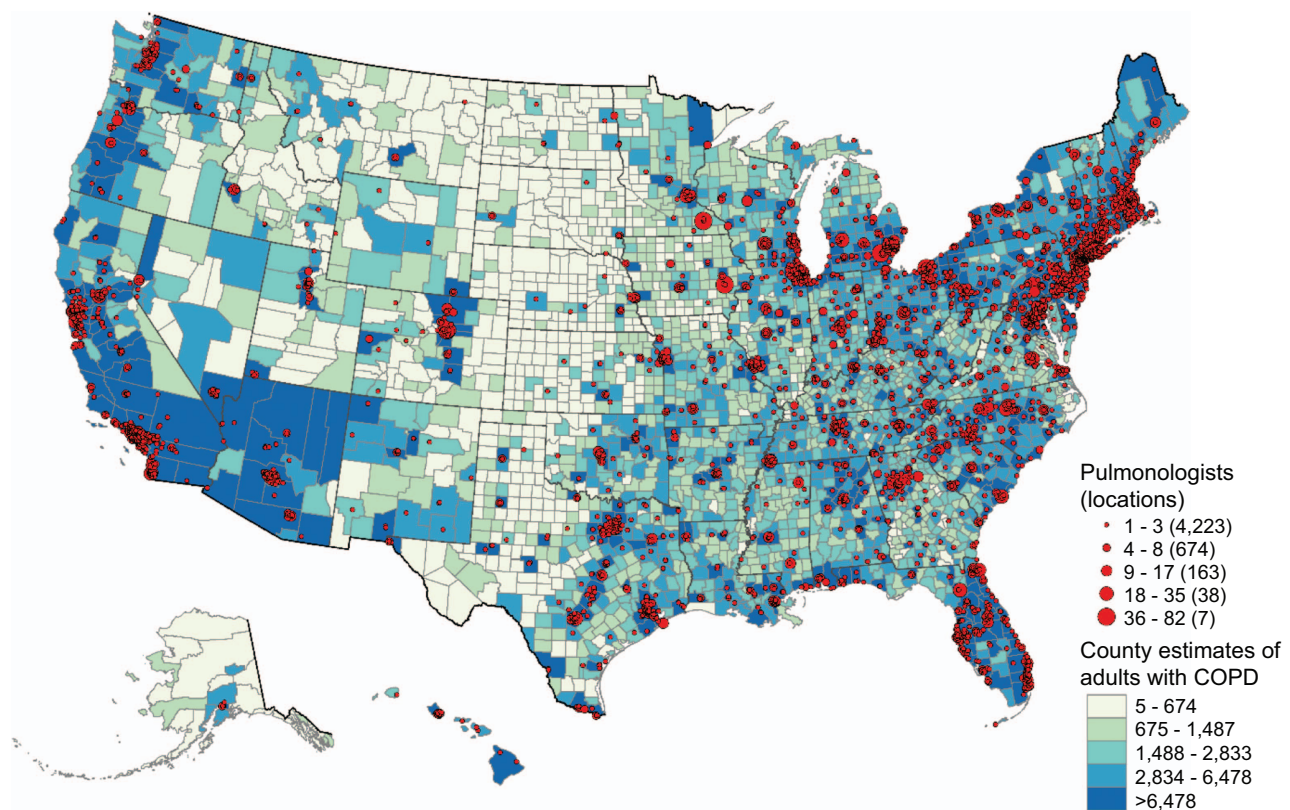 Pulmonologists
(locations)
1 - 3 (4,223)
4 - 8 (674)
9 - 17 (163)
18 - 35 (38)
36 - 82 (7)
County estimates of
adults with COPD
5 - 674
675 - 1,487
1,488 - 2,833
2,834 - 6,478
>6,478